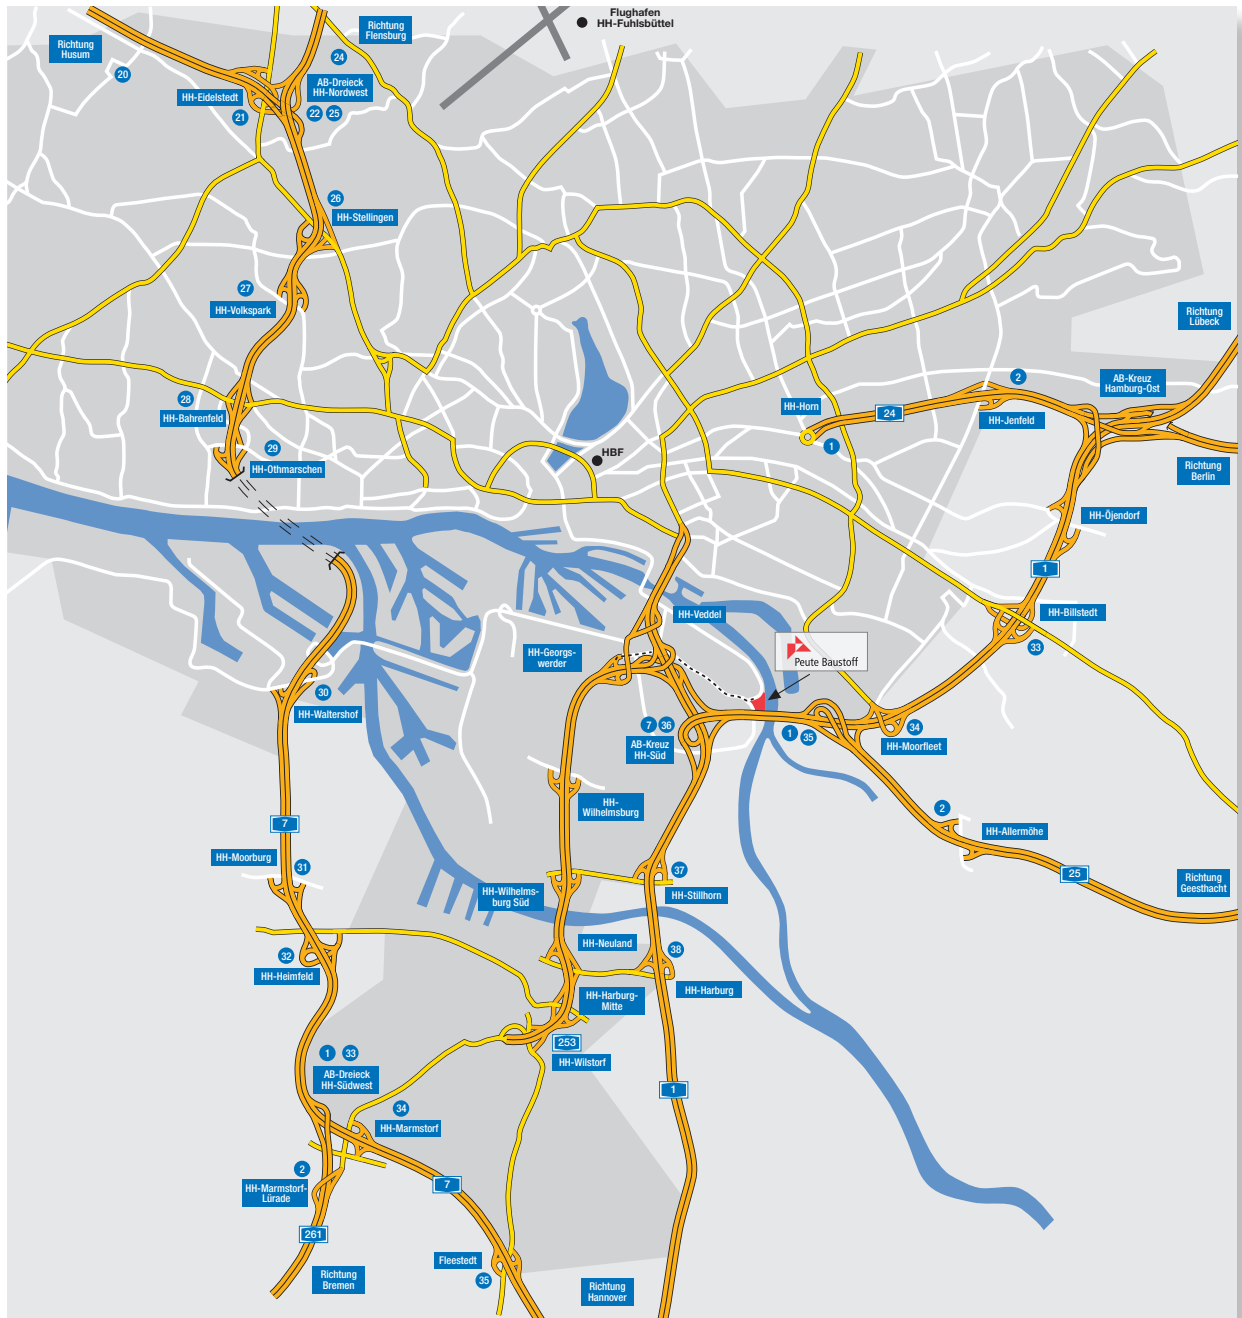 Flughafen
HH-Fuhlsbüttel
Richtung
Husum
Richtung
Flensburg
20
24
HH-Eidelstedt
AB-Dreieck
HH-Nordwest
21
22
25
26
HH-Stellingen
27
HH-Volkspark
Richtung
Lübeck
28
HH-Bahrenfeld
HH-Horn
24
2
HH-Jenfeld
AB-Kreuz
Hamburg-Ost
1
29
HH-Othmarschen
HBF
Richtung
Berlin
HH-Öjendorf
1
HH-Veddel
HH-Billstedt
33
HH-Georgs-
werder
Peute Baustoff
30
HH-Waltershof
7
36
AB-Kreuz
HH-Süd
1
35
34
HH-Moorfleet
HH-
Wilhelmsburg
2
HH-Allermöhe
7
HH-Moorburg
31
37
25
Richtung
Geesthacht
HH-Wilhelms-
burg Süd
HH-Stillhorn
32
HH-Heimfeld
HH-Neuland
38
HH-Harburg
HH-Harburg-
Mitte
253
HH-Wilstorf
1
33
AB-Dreieck
HH-Südwest
1
34
HH-Marmstorf
2
HH-Marmstorf-
Lürade
7
261
Fleestedt
35
Richtung
Bremen
Richtung
Hannover